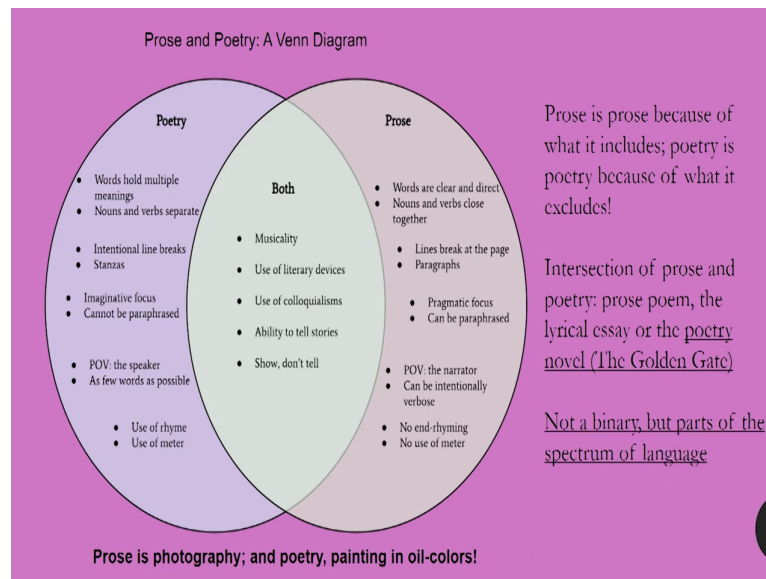 Prose and Poetry: A Venn Diagram
Poetry
Words hold multiple
meanings
Nouns and verbs separate
Intentional line breaks
Stanzas
Imaginative focus
Cannot be paraphrased
POV: the speaker
As few words as possible
Use of rhyme
Use of meter
Both
Musicality
Use of literary devices
Use of colloquialisms
Ability to tell stories
Show, don't tell
Prose
Words are clear and direct
Nouns and verbs close
together
Lines break at the page
Paragraphs
Pragmatic focus
Can be paraphrased
POV: the narrator
Can be intentionally
verbose
No end-rhyming
No use of meter
Prose is prose because of
what it includes; poetry is
poetry because of what it
excludes!
Intersection of prose and
poetry: prose poem, the
lyrical essay or the poetry
novel (The Golden Gate)
Not a binary, but parts of the
spectrum of language
Prose is photography; and poetry, painting in oil-colors!